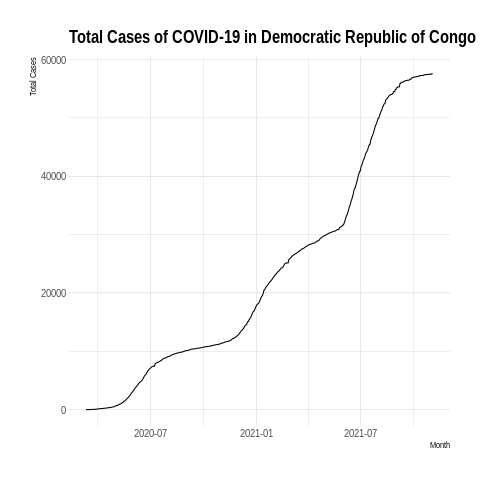 Total Cases of COVID-19 in Democratic Republic of Congo
Total Cases
60000
40000
20000
0
2020-07 2021-01 2021-07
Month